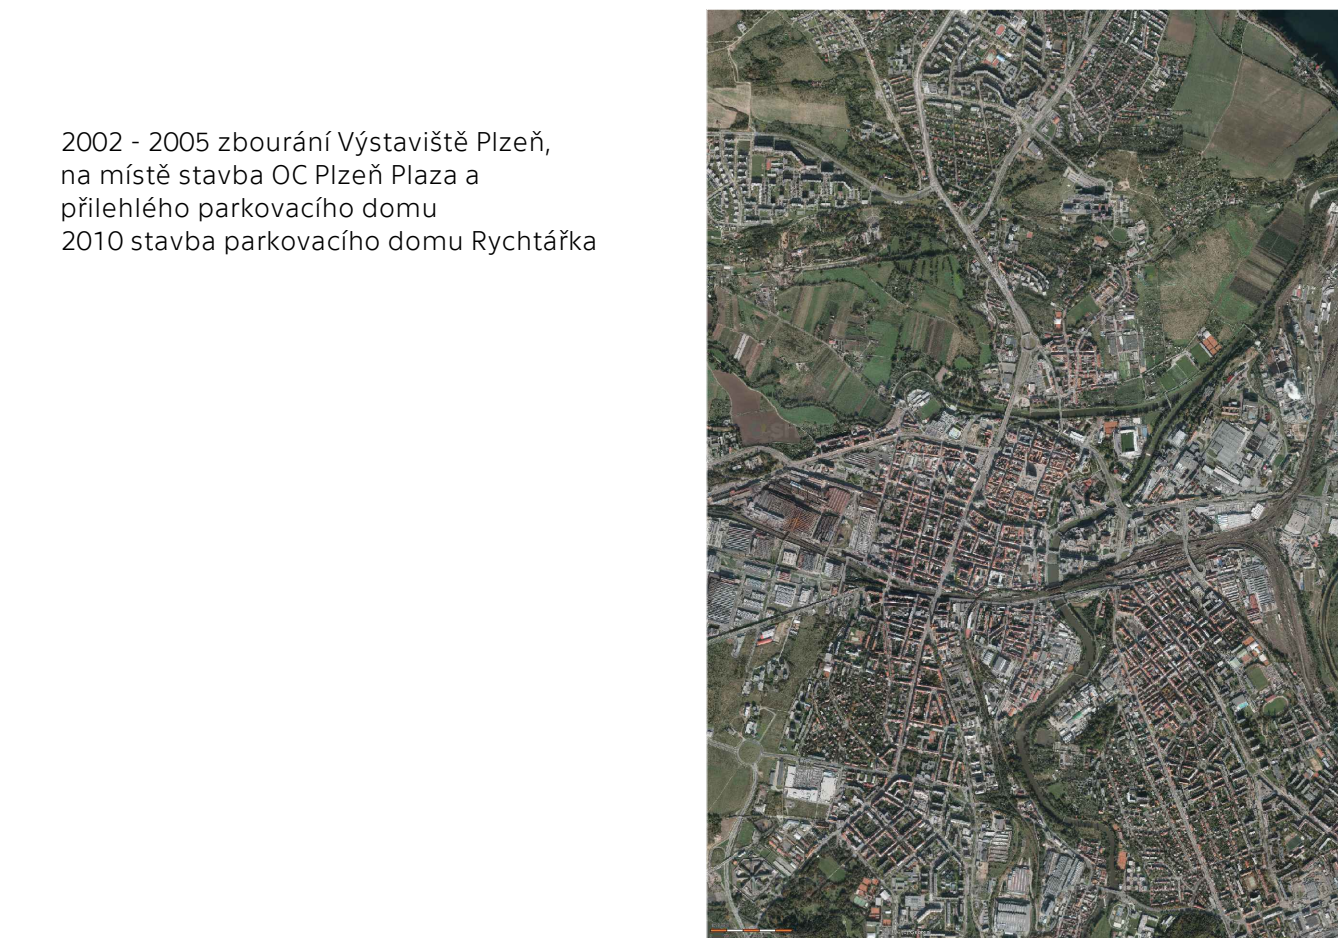 2002 - 2005 zbourání Výstaviště Plzeň,
na místě stavba OC Plzeň Plaza a
přilehlého parkovacího domu
2010 stavba parkovacího domu Rychtářka